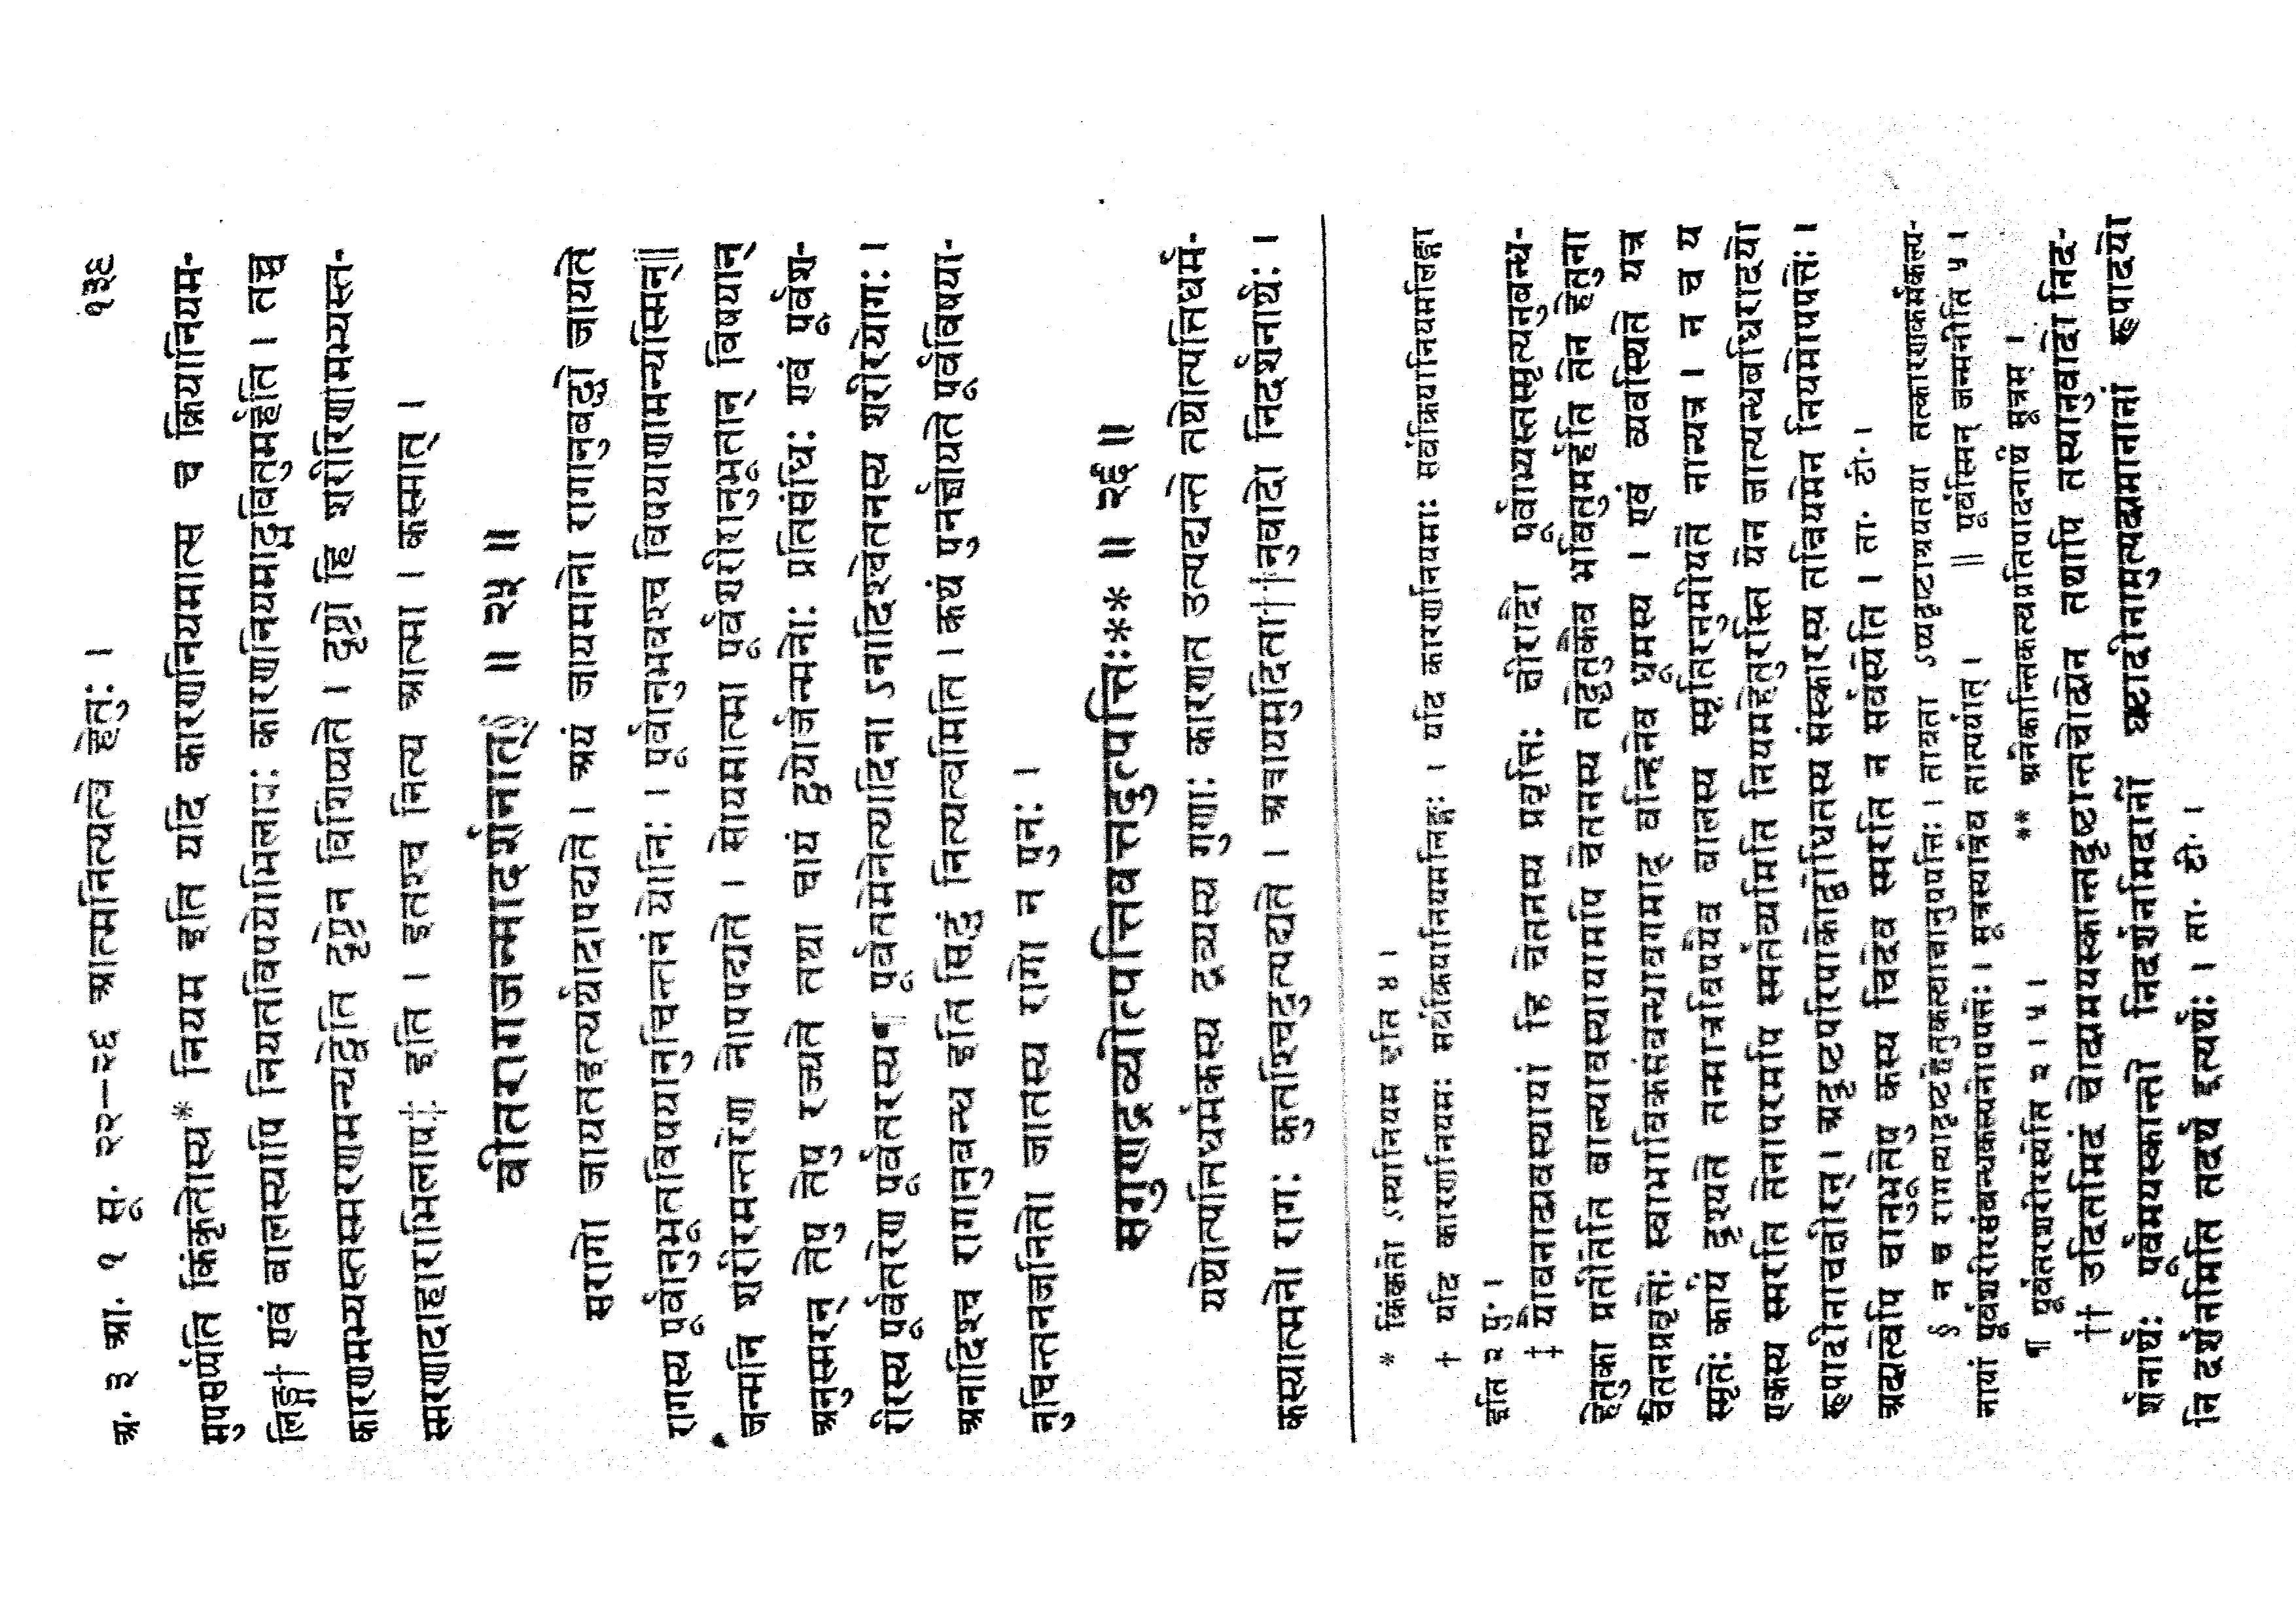 अ. ३ आ. १ सू. २२—२६ आत्मनित्यत्वे हेतुः । १३९
मुपसर्प्पति किंकृतोस्य* नियम इति यदि कारणनियमात्स च क्रियानियम-
लिङ्ग† एवं बालस्यापि नियतविषयोभिलाषः कारणनियमाद्भवितुमर्हति । तच्च
कारणमभ्यस्तस्मरणमन्यद्वेति दृष्टेन विशिष्यते । दृष्टो हि शरीरिणामभ्यस्त-
स्मरणादाहाराभिलाष‡ इति । इतश्च नित्य आत्मा । कस्मात् ।
वीतरागजन्मादर्शनात्§ ॥ २५ ॥
सरागो जायतइत्यर्थादापद्यते । अयं जायमानो रागानुबद्धो जायते
रागस्य पूर्वानुभूतविषयानुचिन्तनं योनिः । पूर्वानुभवश्च विषयाणामन्यस्मिन्॥
जन्मनि शरीरमन्तरेण नोपपद्यते । सोयमात्मा पूर्वशरीरानुभूतान् विषयान्
अनुस्मरन् तेषु तेषु रज्यते तथा चायं द्वयोर्जन्मनोः प्रतिसंधिः एवं पूर्वश-
रीरस्य पूर्वतरेण पूर्वतरस्य¶ पूर्वतमेनेत्यादिना ऽनादिश्चेतनस्य शरीरयोगः ।
अनादिश्च रागानुबन्ध इति सिद्धं नित्यत्वमिति । कथं पुनर्ज्ञायते पूर्वविषया-
नुचिन्तनजनितो जातस्य रागो न पुनः ।
सगुणद्रव्योत्पत्तिवत्तदुत्पत्तिः** ॥ २६ ॥
यथोत्पत्तिधर्मकस्य द्रव्यस्य गुणाः कारणत उत्पद्यन्ते तथोत्पत्तिधर्म-
कस्यात्मनो रागः कुतश्चिदुत्पद्यते । अत्रायमुदिता††नुवादो निदर्शनार्थः ।
* किंकृतो ऽस्यानियम इति ४ ।
† यदि कारणनियमः सर्वक्रियानियमलिङ्गः । यदि कारणनियमाः सर्वक्रियानियमलिङ्गा
इति २ पु. ।
‡ यौवनाद्यवस्थायां हि चेतनस्य प्रवृत्तिः क्षीरादौ पूर्वाभ्यस्तस्मृत्यनुबन्ध-
हेतुका प्रतीतेति बाल्यावस्थायामपि चेतनस्य तद्धेतुकैव भवितुमर्हति तेन हेतुना
चेतनप्रवृत्तेः स्वाभाविकसंबन्धावगमाद् वन्हिनेव धूमस्य । एवं व्यवस्थिते यत्र
स्मृतेः कार्यं दृश्यते तन्मात्रविषयैव बालस्य स्मृतिरनुमीयते नान्यत्र । न च य
एकस्य स्मरति तेनापरमपि स्मर्तव्यमिति नियमहेतुरस्ति येन जात्यन्धबधिरादयो
रूपादीनाचक्षीरन् । अदृष्टपरिपाकोद्बोधितस्य संस्कारस्य तन्नियमेन नियमोपपत्तेः ।
अद्यत्वेपि चानुभूतेषु कस्य चिदेव स्मरति न सर्वस्येति । ता. टी. ।
§ न च रागस्यादृष्टहेतुकत्वान्नानुपपत्तिः । तावता ऽप्यदृष्टाश्रयतया तत्कारणकर्मकल्प-
नायां पूर्वशरीरसंबन्धकल्पनोपपत्तेः । सूत्रस्यात्रैव तात्पर्यात् । ॥ पूर्वस्मिन् जन्मनीति ५ ।
¶ पूर्वतरशरीरस्येति २ । ५ । ** अनेकान्तिकत्वप्रतिपादनार्थं सूत्रम् ।
†† उदितमिदं चोद्यमयस्कान्तदृष्टान्तचोद्येन तथापि तस्यानुवादो निद-
र्शनार्थः पूर्वमयस्कान्तो निदर्शनमिदानीं घटादीनामुत्पद्यमानानां रूपादयो
नि दर्शनमिति तदर्थ इत्यर्थः । ता. टी. ।